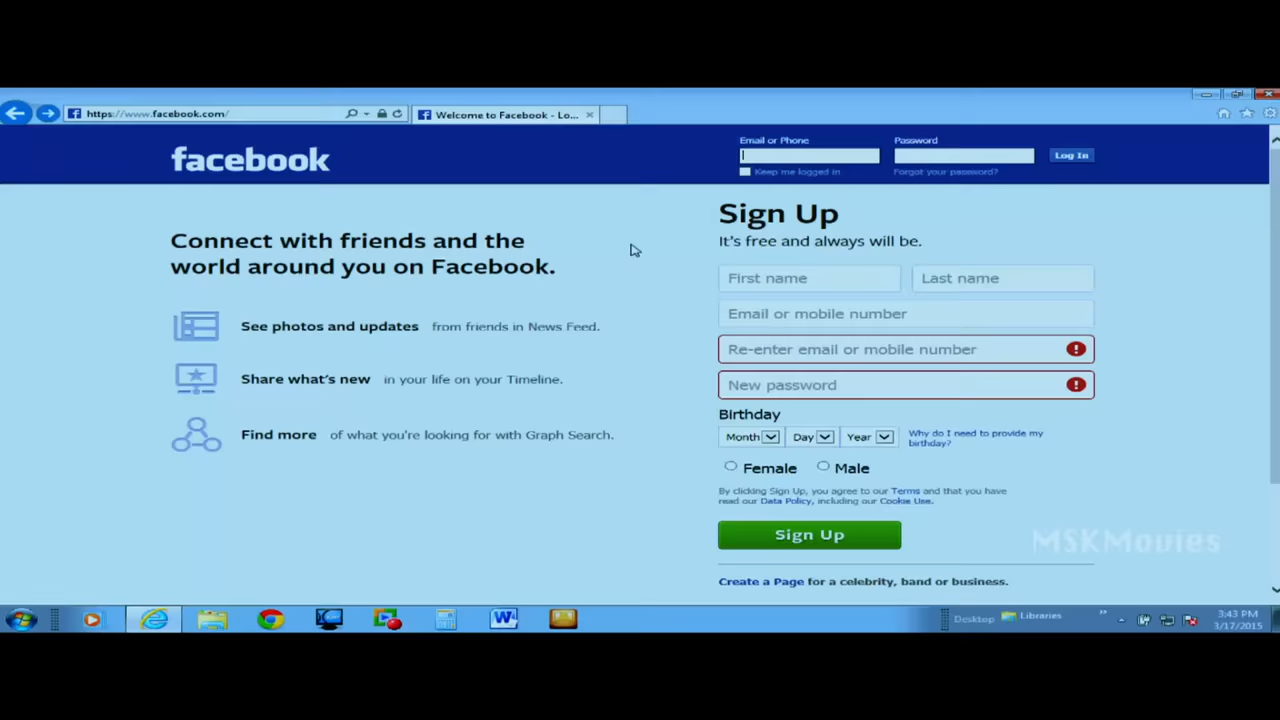 https://www.facebook.com/
Welcome to Facebook - Lo...
facebook
Email or Phone
Password
Log In
Keep me logged in
Forgot your password?
Connect with friends and the
world around you on Facebook.
See photos and updates from friends in News Feed.
Share what's new in your life on your Timeline.
Find more of what you're looking for with Graph Search.
Sign Up
It's free and always will be.
First name
Last name
Email or mobile number
Re-enter email or mobile number
New password
Birthday
Month
Day
Year
Why do I need to provide my
birthday?
Female
Male
By clicking Sign Up, you agree to our Terms and that you have
read our Data Policy, including our Cookie Use.
Sign Up
MSKMovies
Create a Page for a celebrity, band or business.
Desktop
Libraries
3:43 PM
3/17/2015